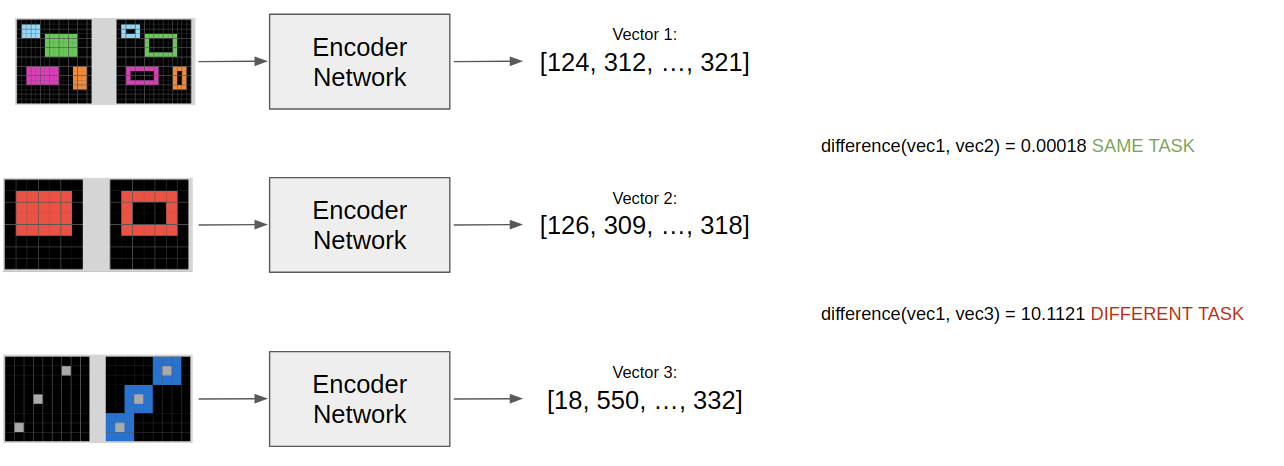 Encoder
Network
Vector 1:
[124, 312, …, 321]
difference(vec1, vec2) = 0.00018 SAME TASK
Encoder
Network
Vector 2:
[126, 309, …, 318]
difference(vec1, vec3) = 10.1121 DIFFERENT TASK
Encoder
Network
Vector 3:
[18, 550, …, 332]